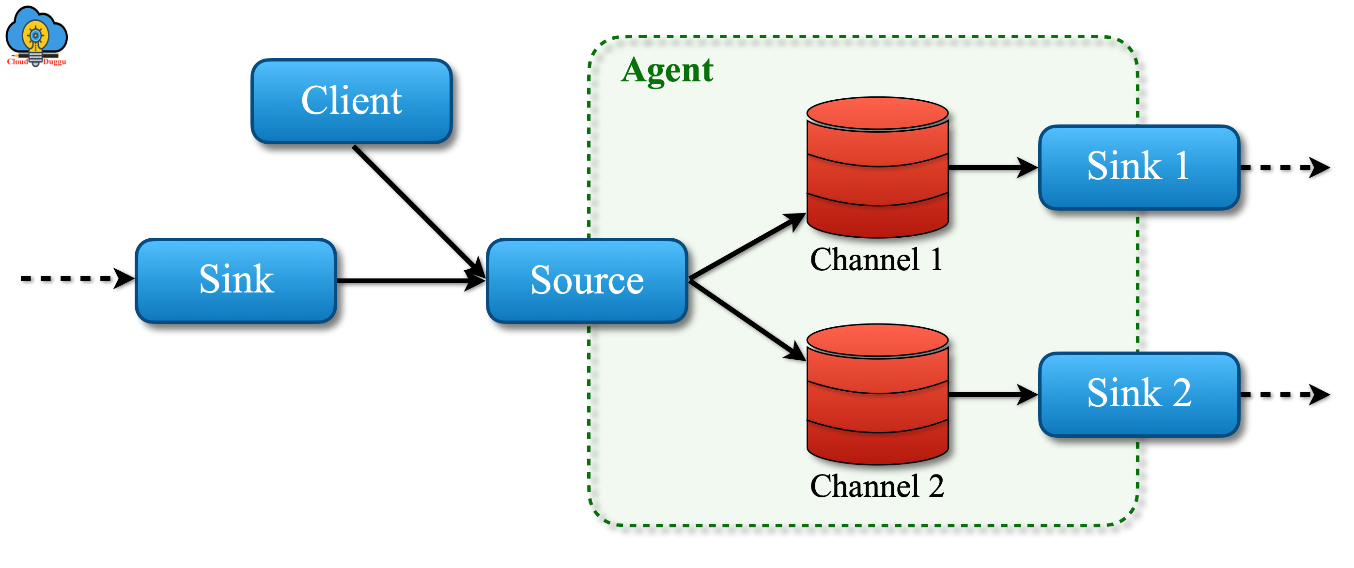 Cloud Duggu
Client
Agent
Sink
Source
Channel 1
Sink 1
Channel 2
Sink 2